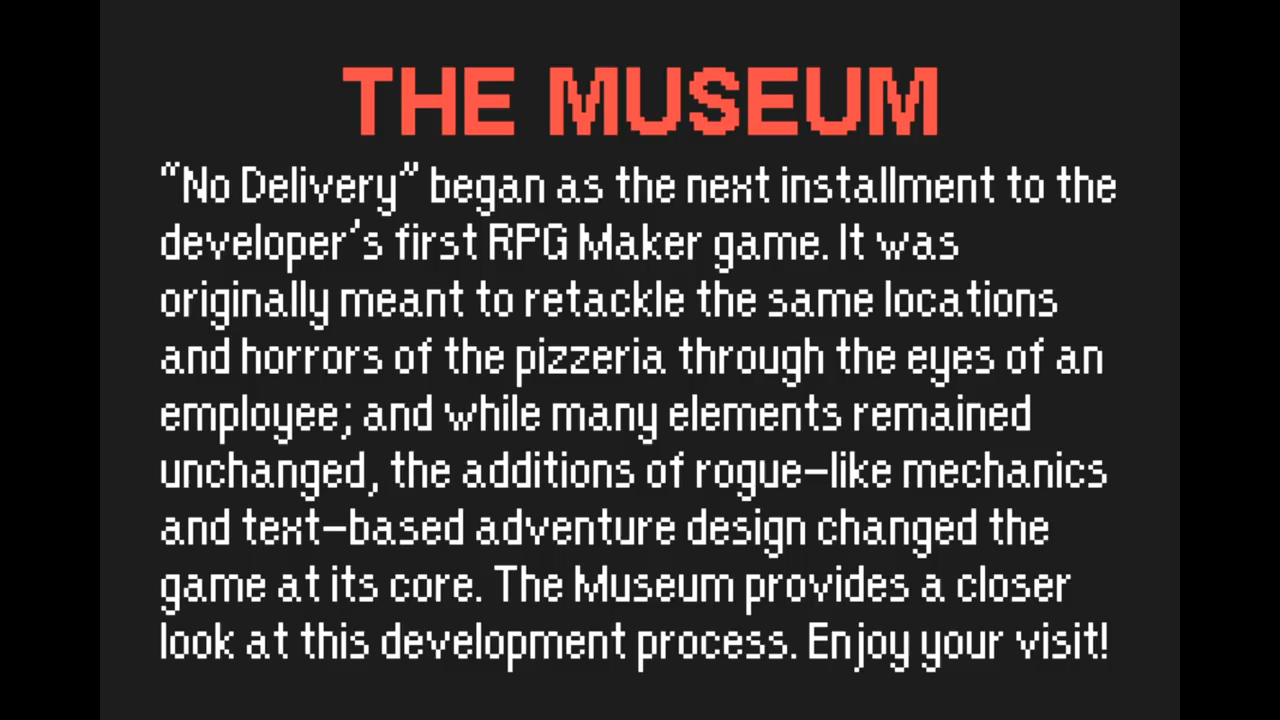 THE MUSEUM
“No Delivery” began as the next installment to the
developer's first RPG Maker game. It was
originally meant to retackle the same locations
and horrors of the pizzeria through the eyes of an
employee; and while many elements remained
unchanged, the additions of rogue-like mechanics
and text-based adventure design changed the
game at its core. The Museum provides a closer
look at this development process. Enjoy your visit!